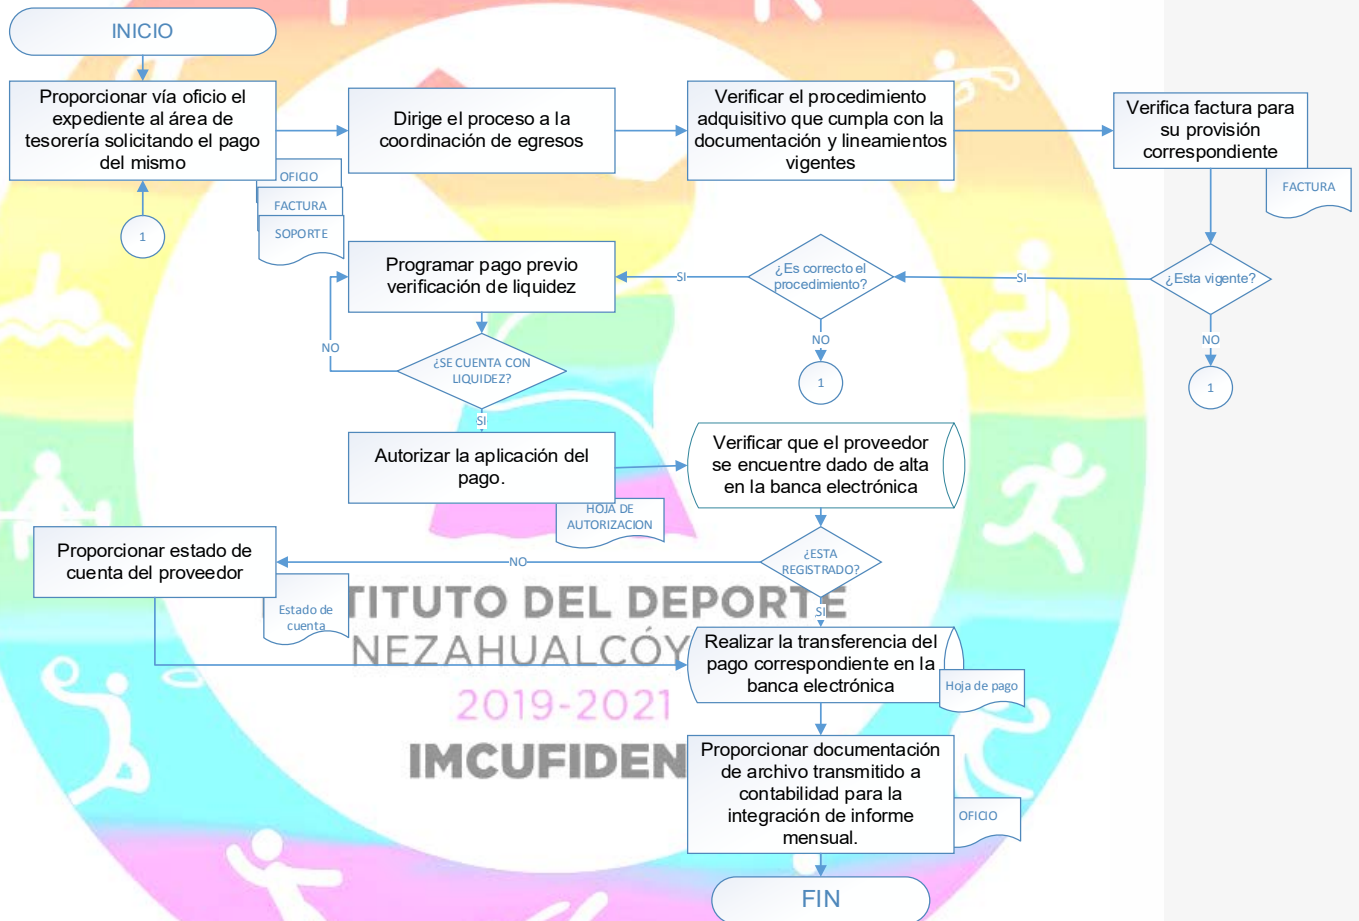 INICIO
Proporcionar vía oficio el
expediente al área de
tesorería solicitando el pago
del mismo
OFICIO
FACTURA
SOPORTE
1
Dirige el proceso a la
coordinación de egresos
Verificar el procedimiento
adquisitivo que cumpla con la
documentación y lineamientos
vigentes
Verifica factura para
su provisión
correspondiente
FACTURA
¿Esta vigente?
SI
NO
1
¿Es correcto el
procedimiento?
SI
NO
1
Programar pago previo
verificación de liquidez
¿SE CUENTA CON
LIQUIDEZ?
NO
SI
Autorizar la aplicación del
pago.
HOJA DE
AUTORIZACION
Verificar que el proveedor
se encuentre dado de alta
en la banca electrónica
¿ESTA
REGISTRADO?
NO
SI
Proporcionar estado de
cuenta del proveedor
Estado de
cuenta
Realizar la transferencia del
pago correspondiente en la
banca electrónica
Hoja de pago
Proporcionar documentación
de archivo transmitido a
contabilidad para la
integración de informe
mensual.
OFICIO
FIN
TITUTO DEL DEPORTE
NEZAHUALCÓY
2019-2021
IMCUFIDEN